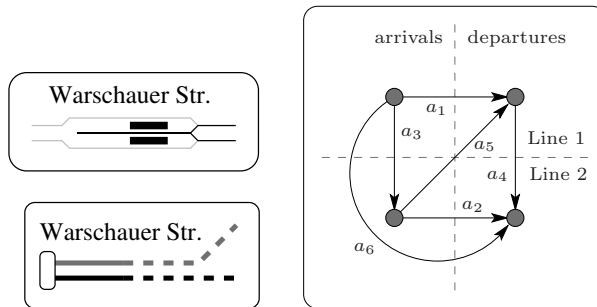 Warschauer Str.
Warschauer Str.
arrivals departures
a1
a3
a5
Line 1
a4
Line 2
a2
a6